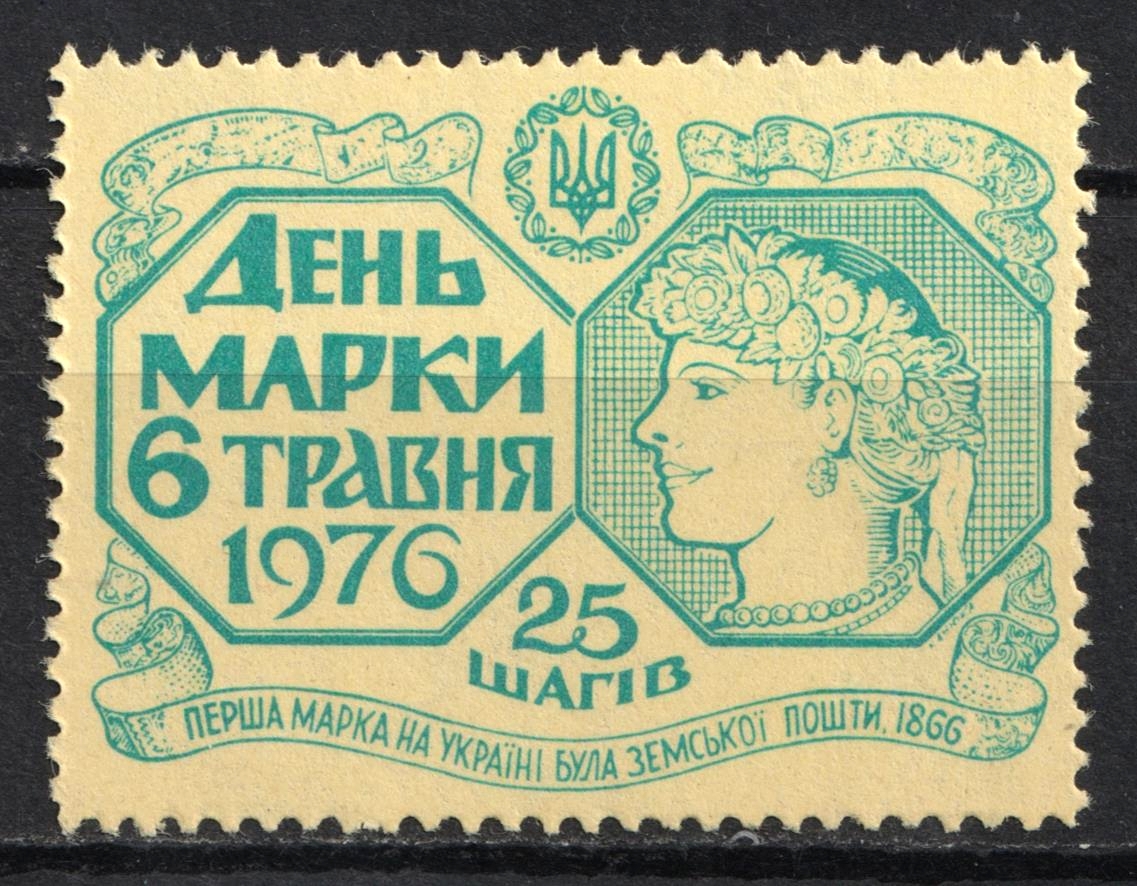 ДЕНЬ
МАРКИ
6 ТРАВНЯ
1976
25
ШАГІВ
ПЕРША МАРКА НА УКРАЇНІ БУЛА ЗЕМСЬКОЇ ПОШТИ. 1866